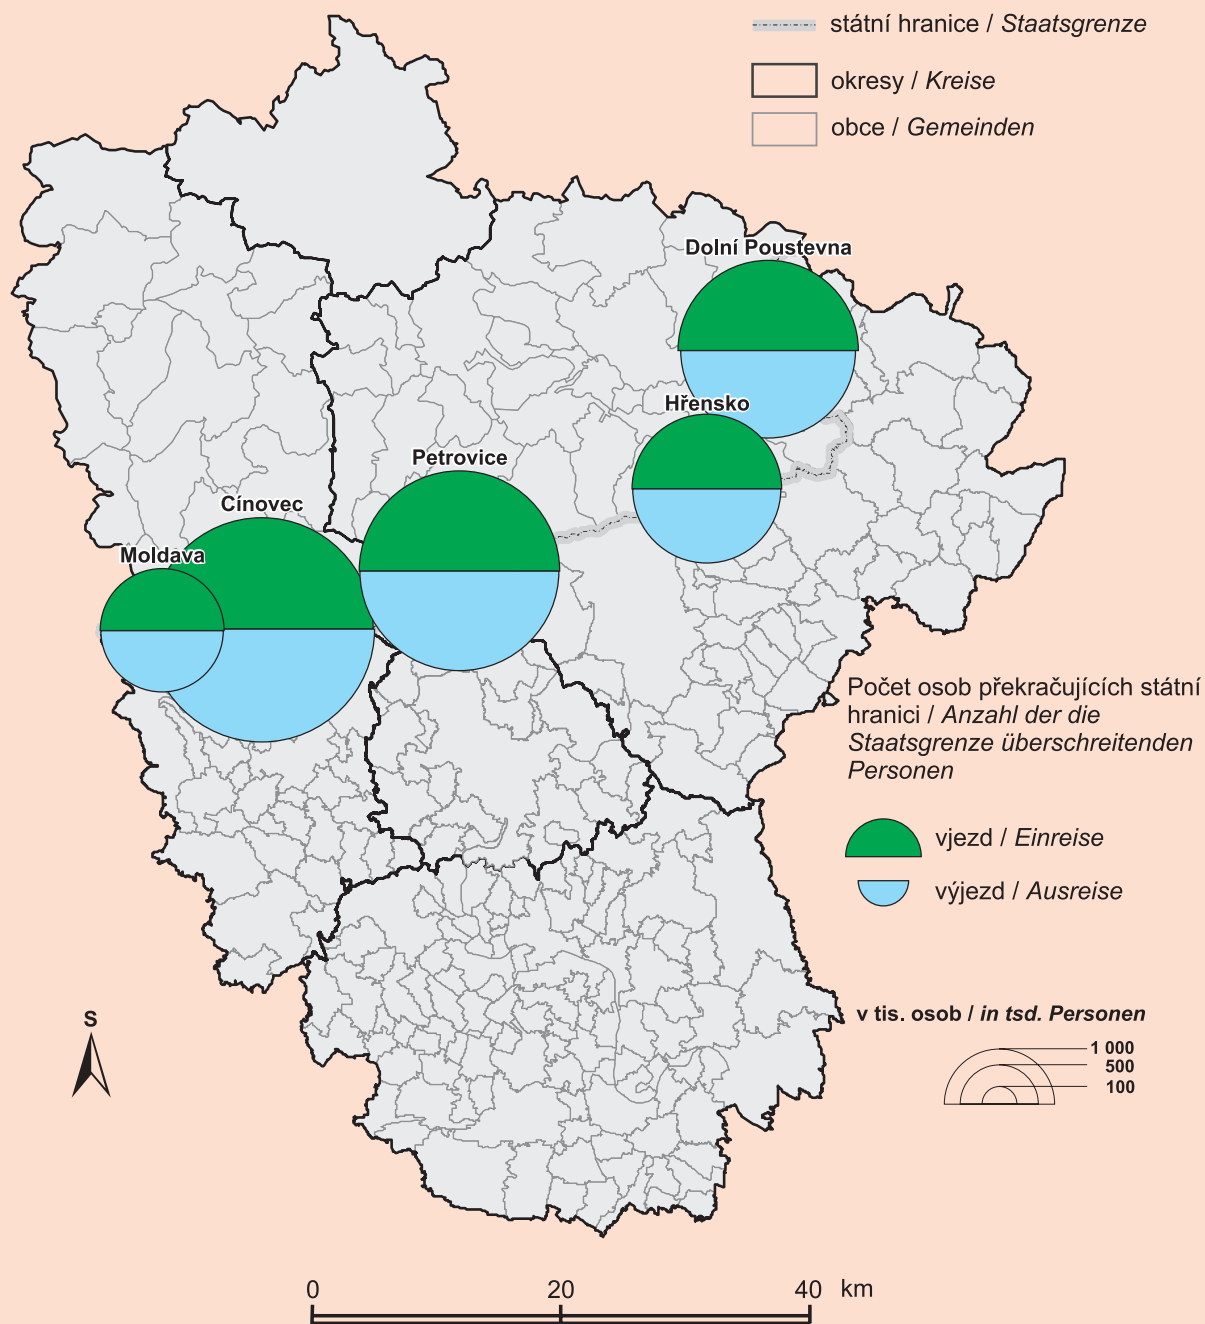 státní hranice / Staatsgrenze
okresy / Kreise
obce / Gemeinden
Dolní Poustevna
Hřensko
Petrovice
Cínovec
Moldava
Počet osob překračujících státní
hranici / Anzahl der die
Staatsgrenze überschreitenden
Personen
vjezd / Einreise
výjezd / Ausreise
S
v tis. osob / in tsd. Personen
1 000
500
100
0 20 40 km